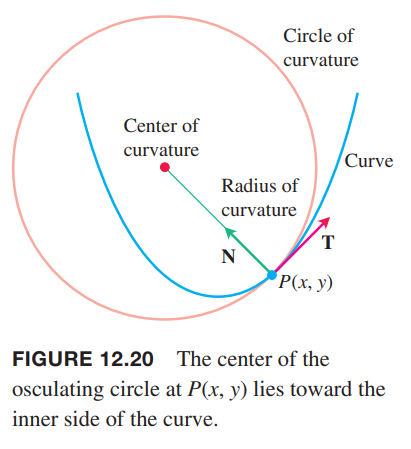 Circle of
curvature
Center of
curvature
Curve
Radius of
curvature
N
T
P(x, y)
FIGURE 12.20 The center of the
osculating circle at P(x, y) lies toward the
inner side of the curve.